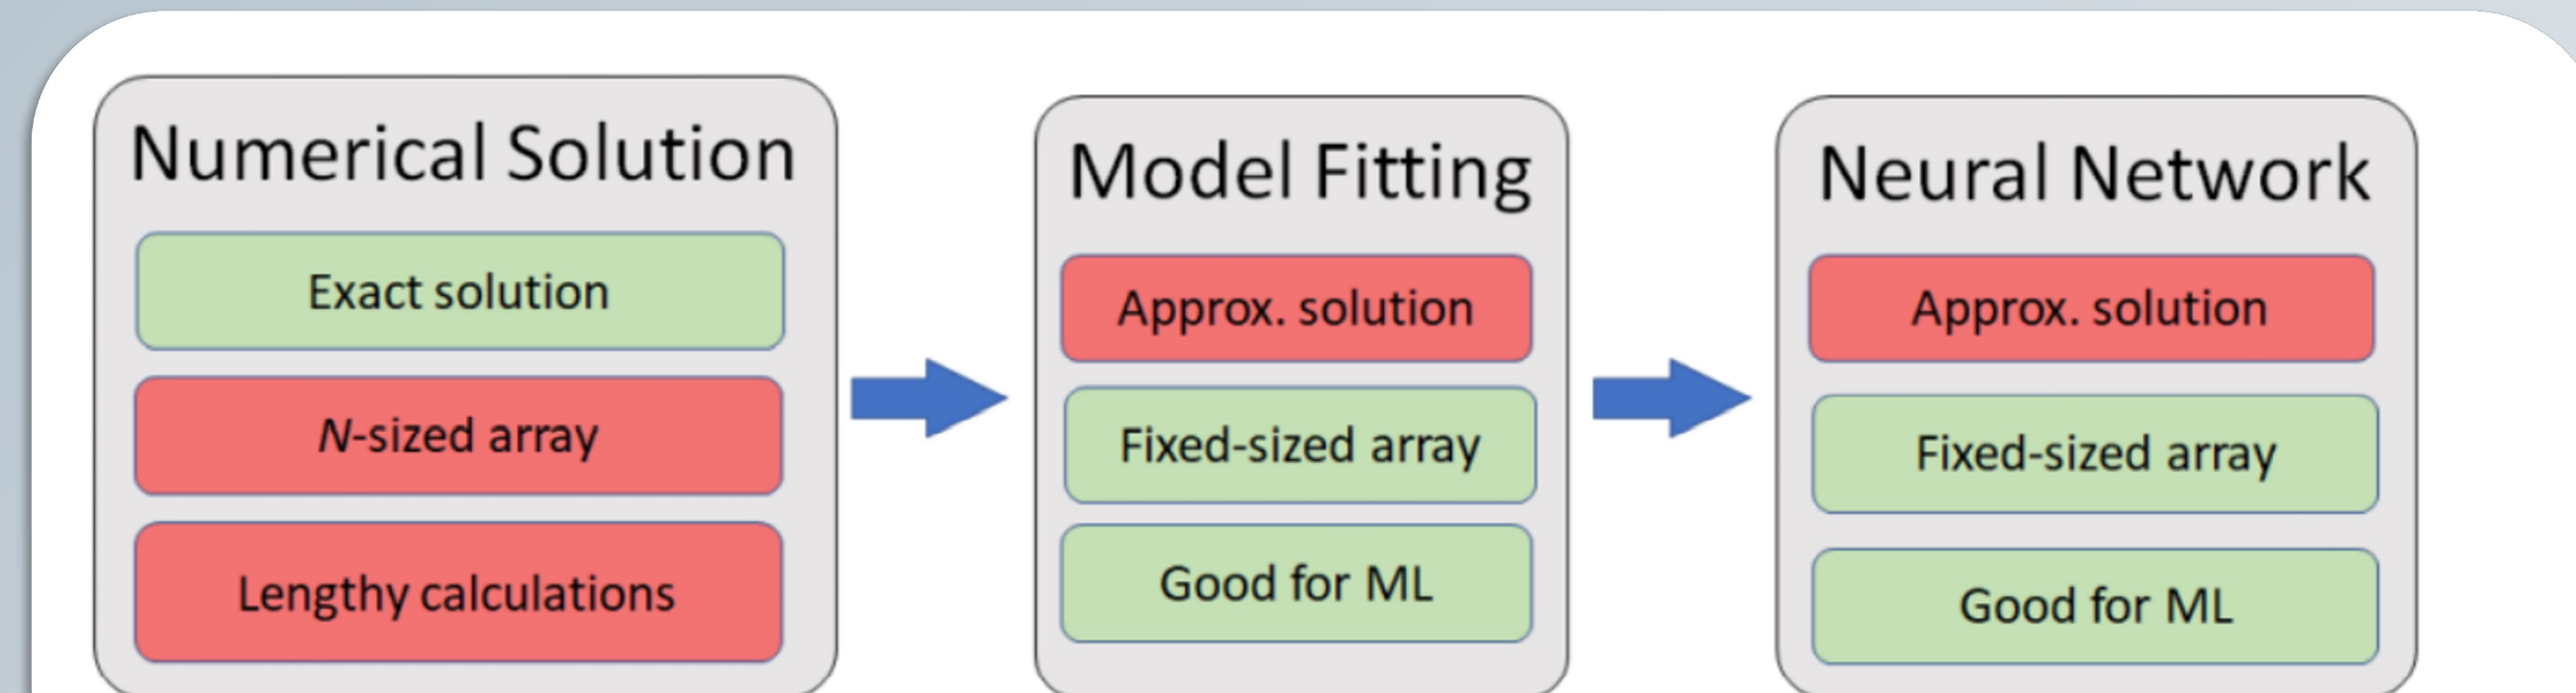 Numerical Solution
Exact solution
N-sized array
Lengthy calculations
Model Fitting
Approx. solution
Fixed-sized array
Good for ML
Neural Network
Approx. solution
Fixed-sized array
Good for ML